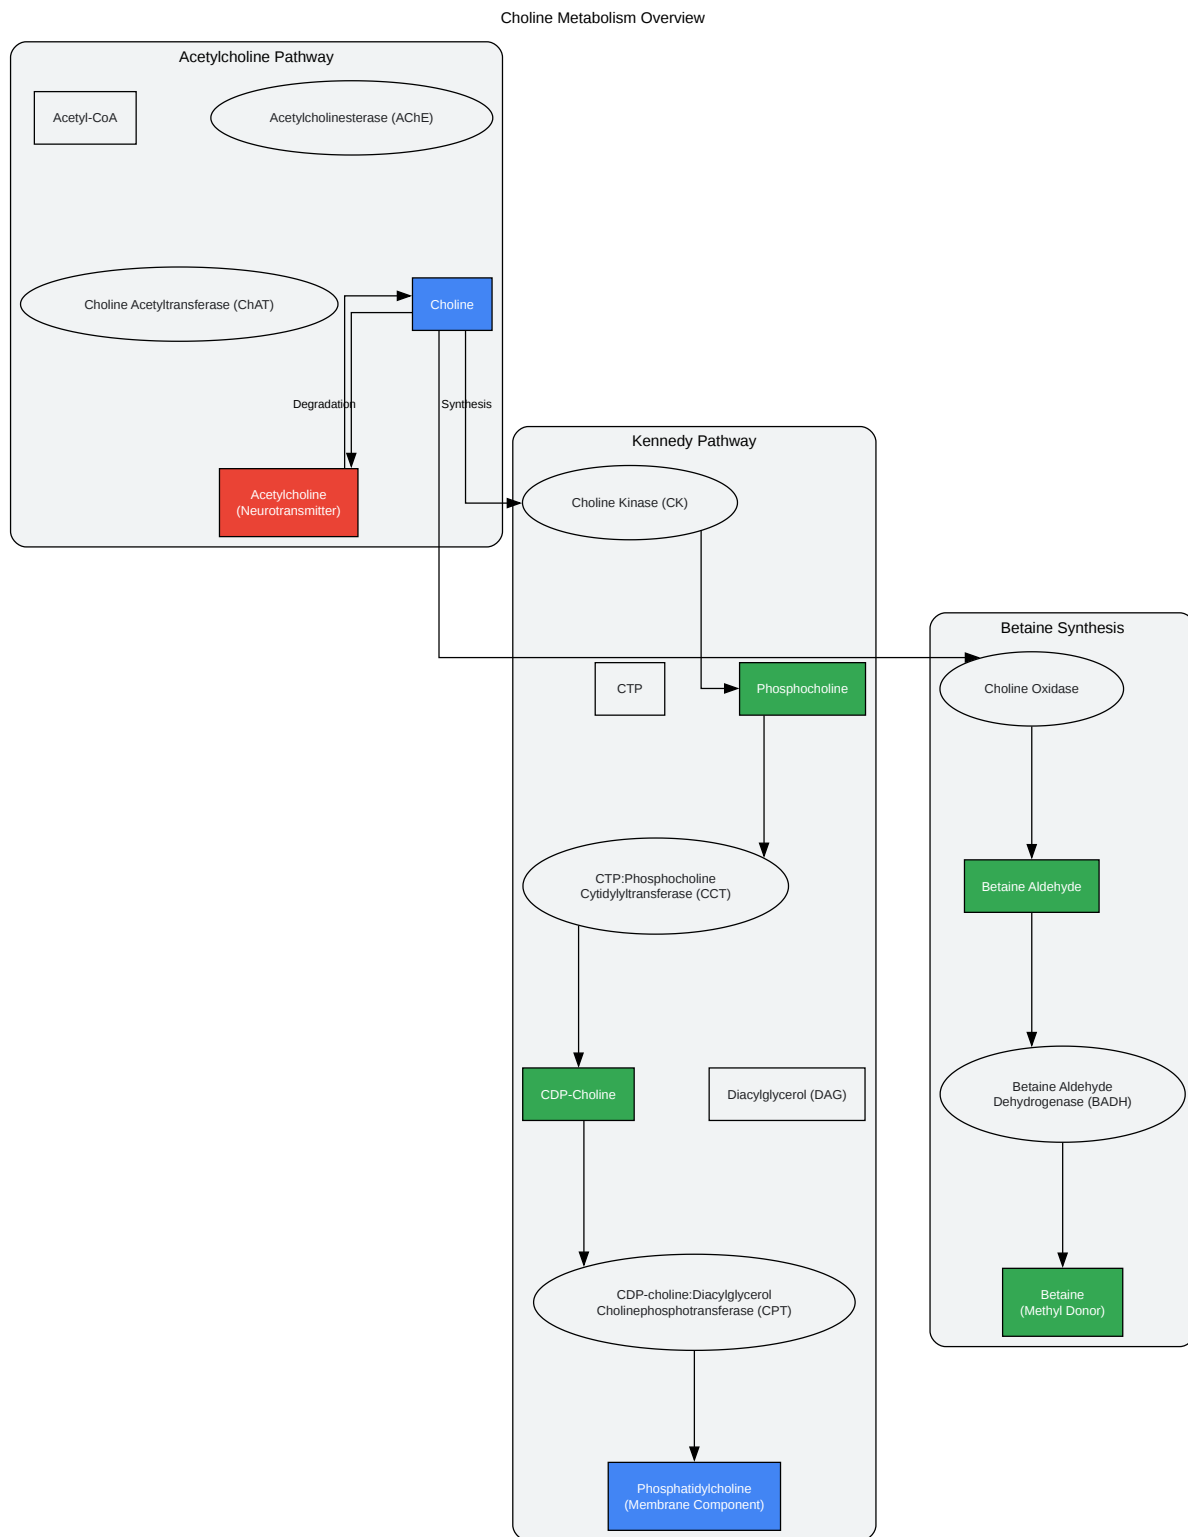 Choline Metabolism Overview
Acetylcholine Pathway
Acetyl-CoA
Acetylcholinesterase (AChE)
Choline Acetyltransferase (ChAT)
Choline
Degradation
Synthesis
Acetylcholine
(Neurotransmitter)
Kennedy Pathway
Choline Kinase (CK)
CTP
Phosphocholine
CTP:Phosphocholine
Cytidylyltransferase (CCT)
CDP-Choline
Diacylglycerol (DAG)
CDP-choline:Diacylglycerol
Cholinephosphotransferase (CPT)
Phosphatidylcholine
(Membrane Component)
Betaine Synthesis
Choline Oxidase
Betaine Aldehyde
Betaine Aldehyde
Dehydrogenase (BADH)
Betaine
(Methyl Donor)